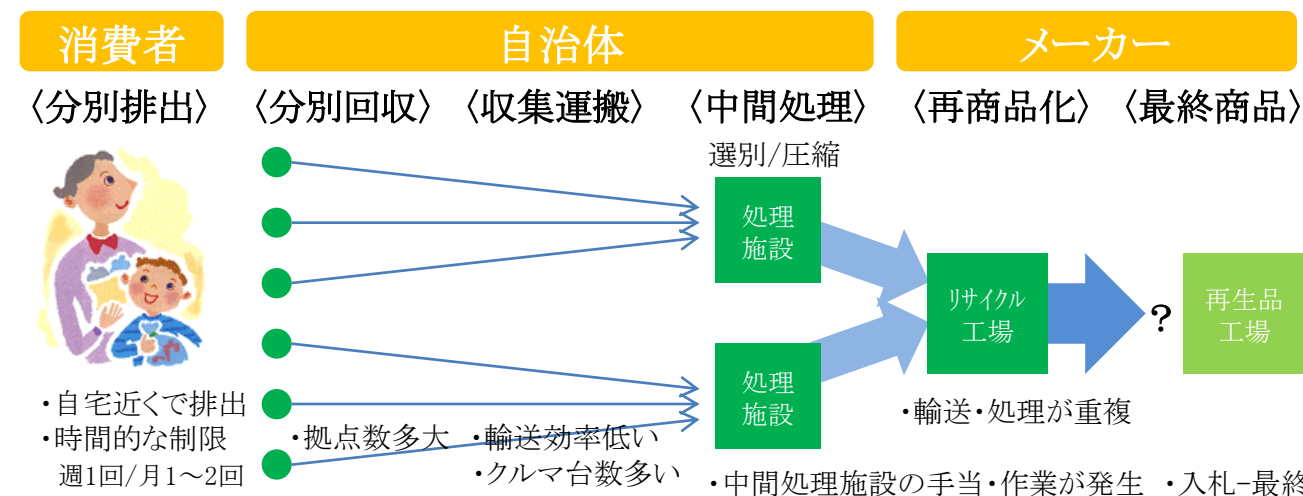 消費者
自治体
メーカー
〈分別排出〉
〈分別回収〉
〈収集運搬〉
〈中間処理〉
〈再商品化〉
〈最終商品〉
選別/圧縮
処理
施設
リサイクル
工場
?
再生品
工場
処理
施設
・自宅近くで排出
・時間的な制限
週1回/月1～2回
・拠点数多大
・輸送効率低い
・クルマ台数多い
・輸送・処理が重複
・中間処理施設の手当・作業が発生
・入札-最終